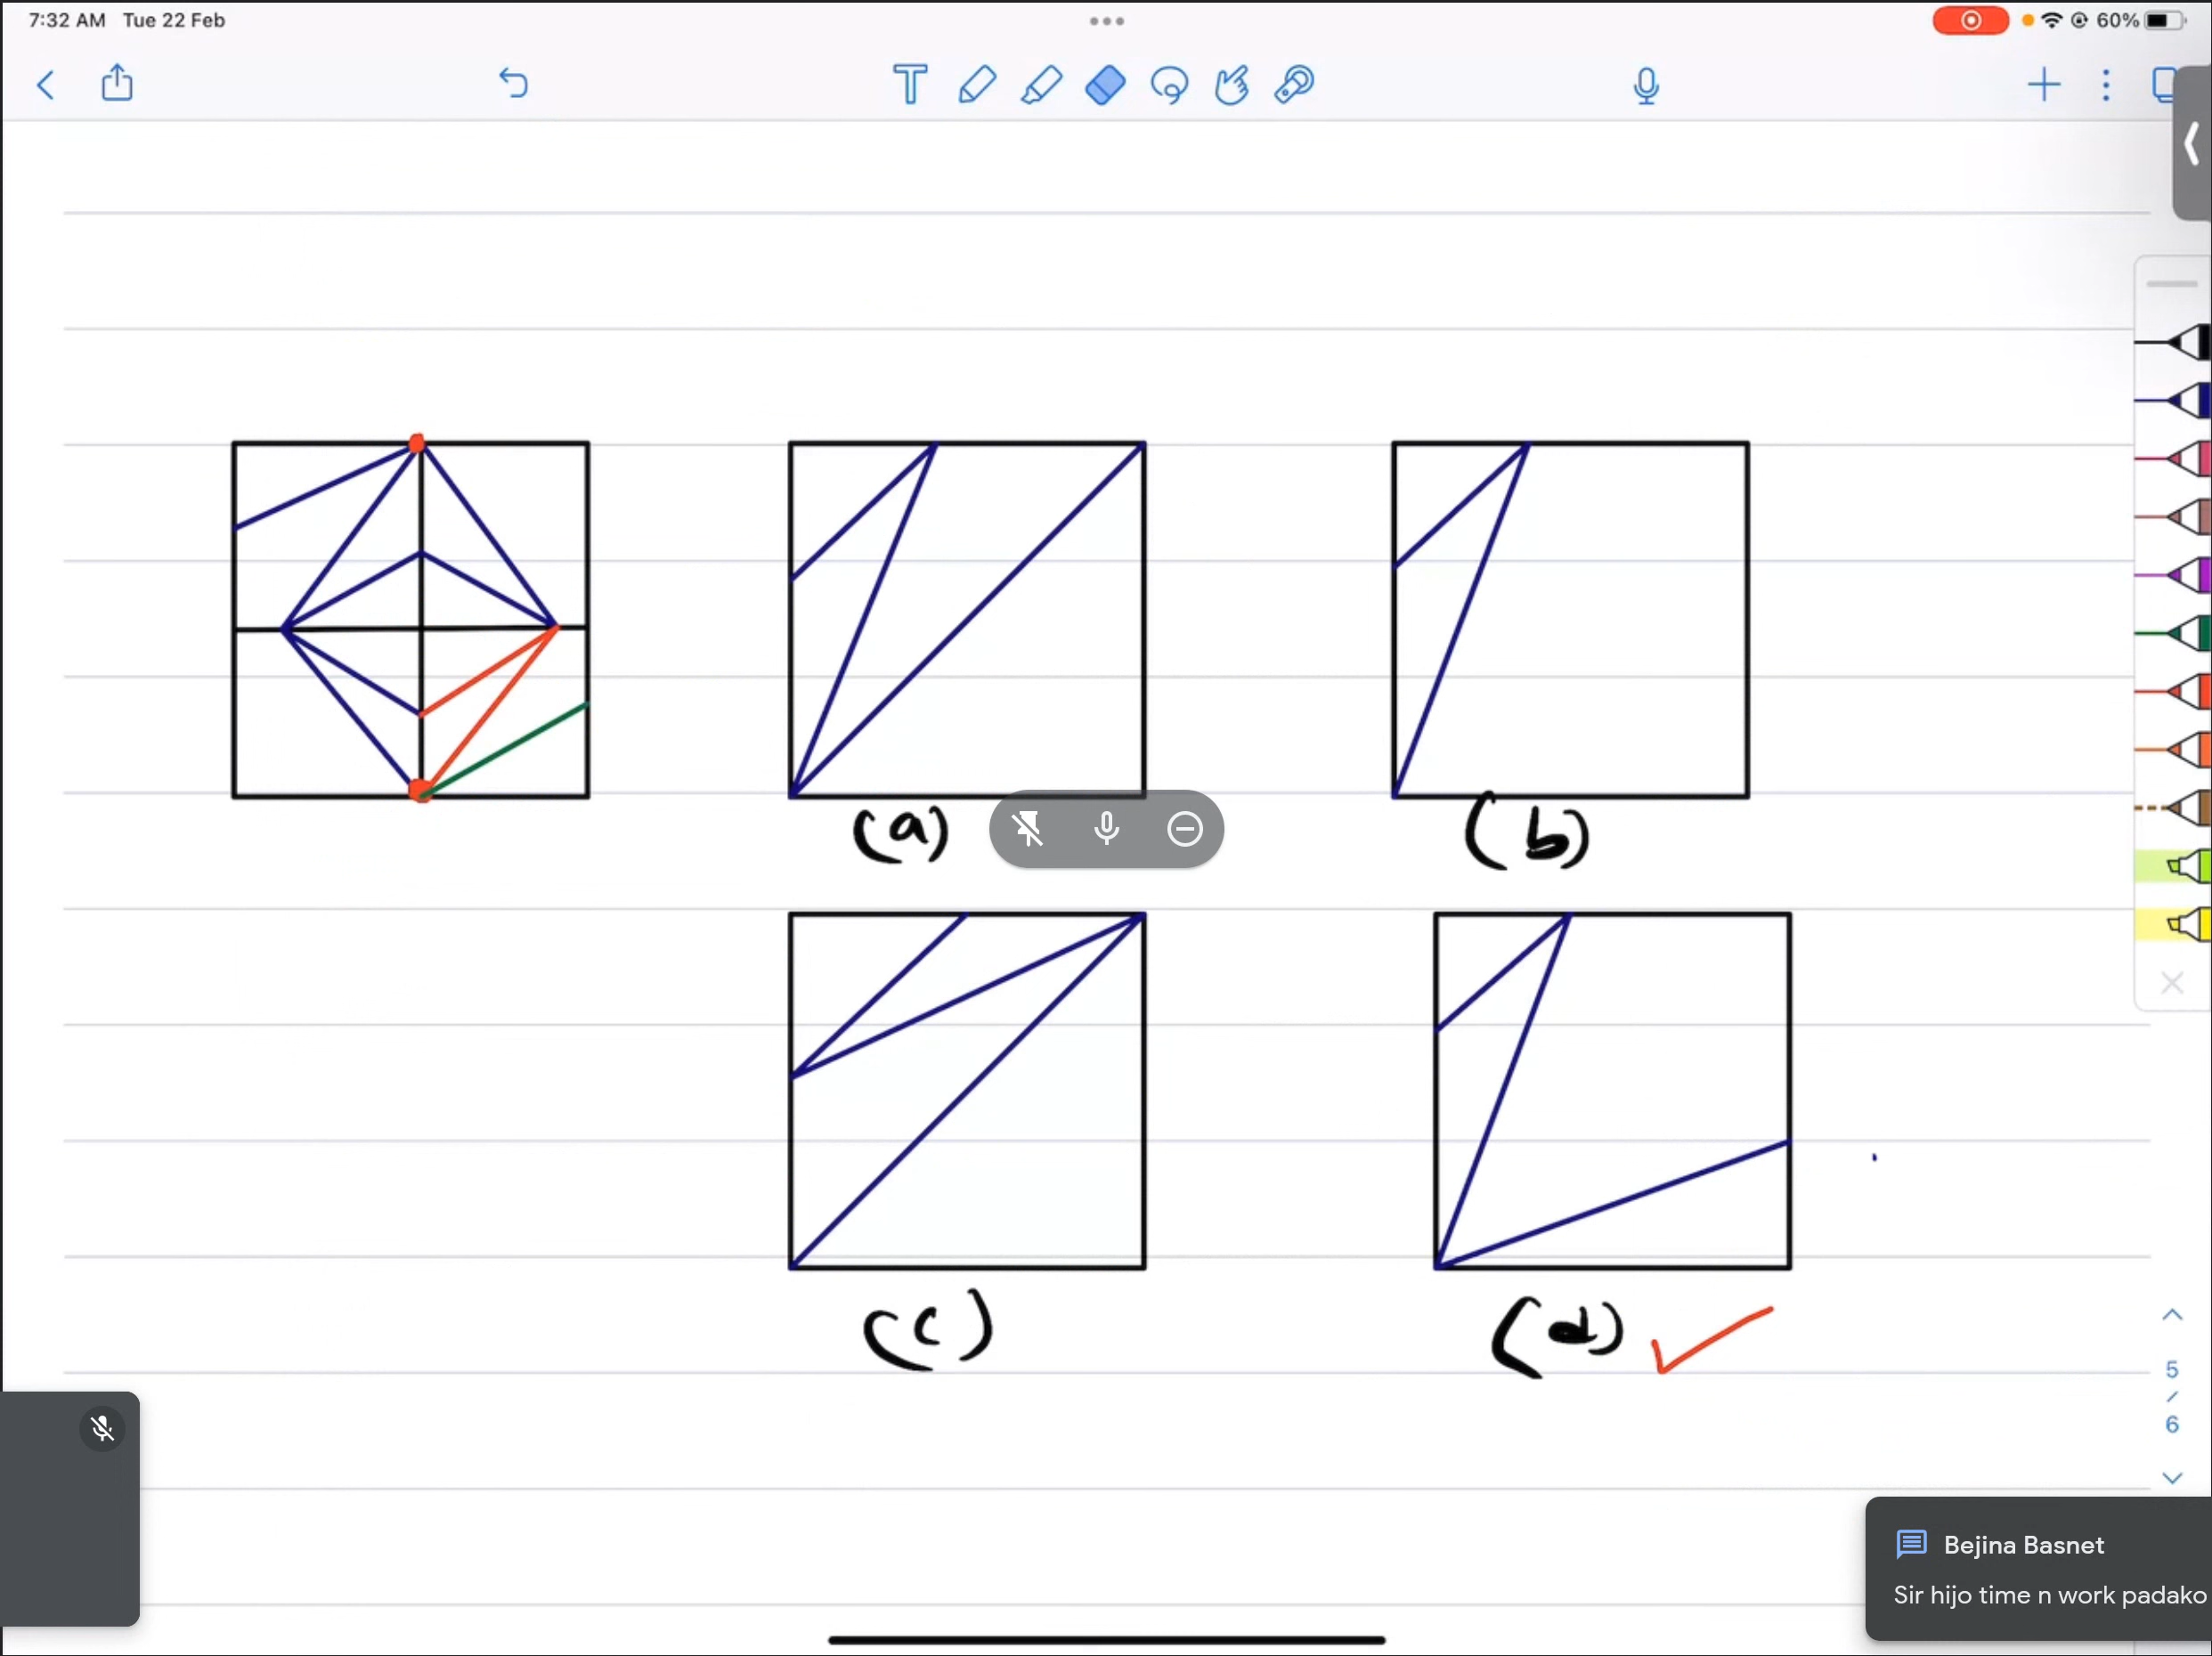 7:32 AM Tue 22 Feb
60%
T
(a)
(b)
(c)
(d)
5
/
6
Bejina Basnet
Sir hijo time n work padako